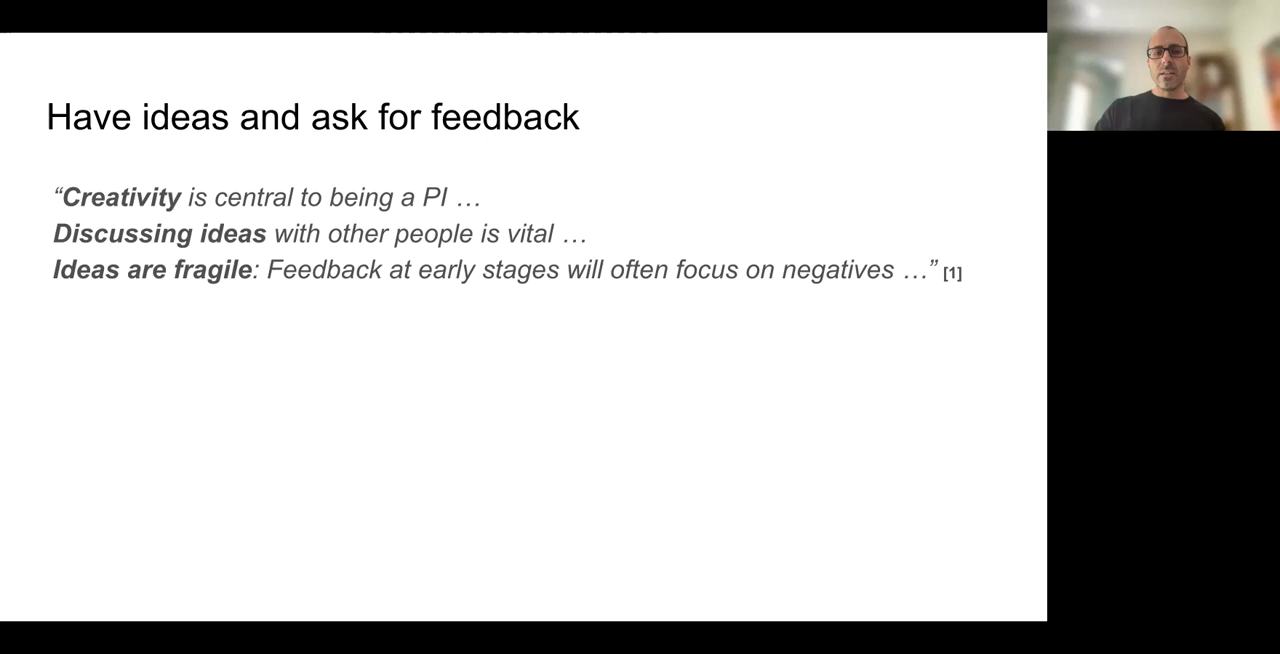 Have ideas and ask for feedback
“Creativity is central to being a PI …
Discussing ideas with other people is vital …
Ideas are fragile: Feedback at early stages will often focus on negatives …” [1]